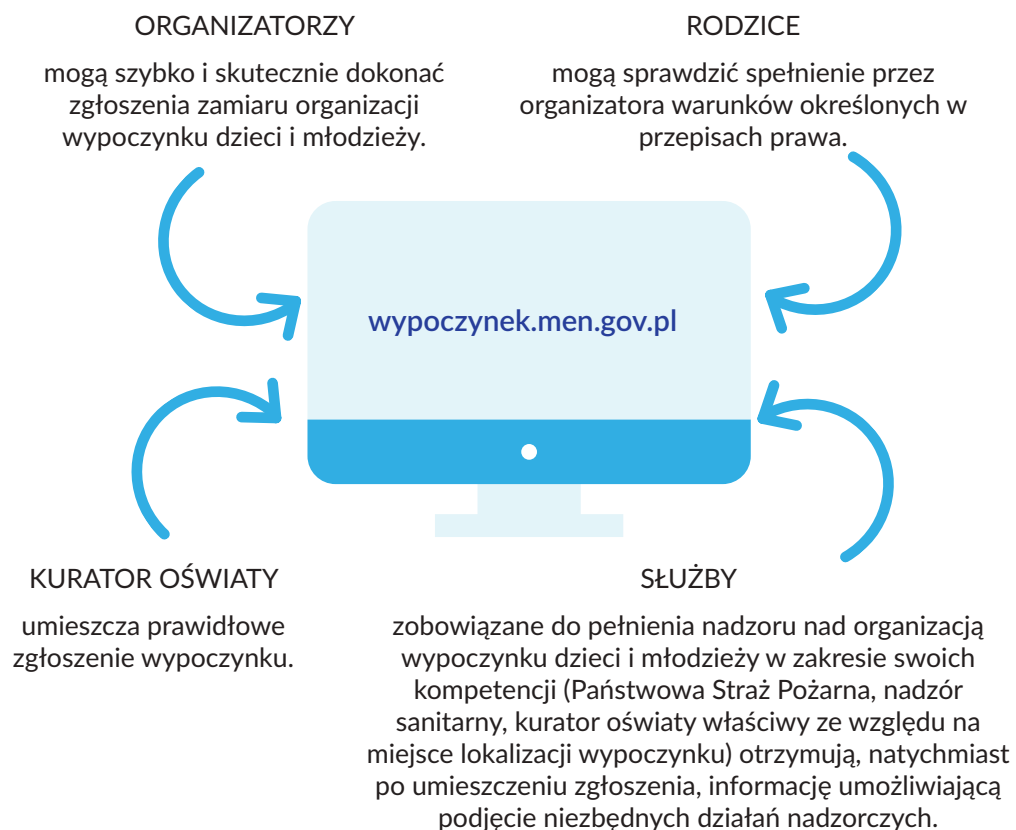 ORGANIZATORZY
mogą szybko i skutecznie dokonać
zgłoszenia zamiaru organizacji
wypoczynku dzieci i młodzieży.
RODZICE
mogą sprawdzić spełnienie przez
organizatora warunków określonych w
przepisach prawa.
wypoczynek.men.gov.pl
KURATOR OŚWIATY
umieszcza prawidłowe
zgłoszenie wypoczynku.
SŁUŻBY
zobowiązane do pełnienia nadzoru nad organizacją
wypoczynku dzieci i młodzieży w zakresie swoich
kompetencji (Państwowa Straż Pożarna, nadzór
sanitarny, kurator oświaty właściwy ze względu na
miejsce lokalizacji wypoczynku) otrzymują, natychmiast
po umieszczeniu zgłoszenia, informację umożliwiającą
podjęcie niezbędnych działań nadzorczych.